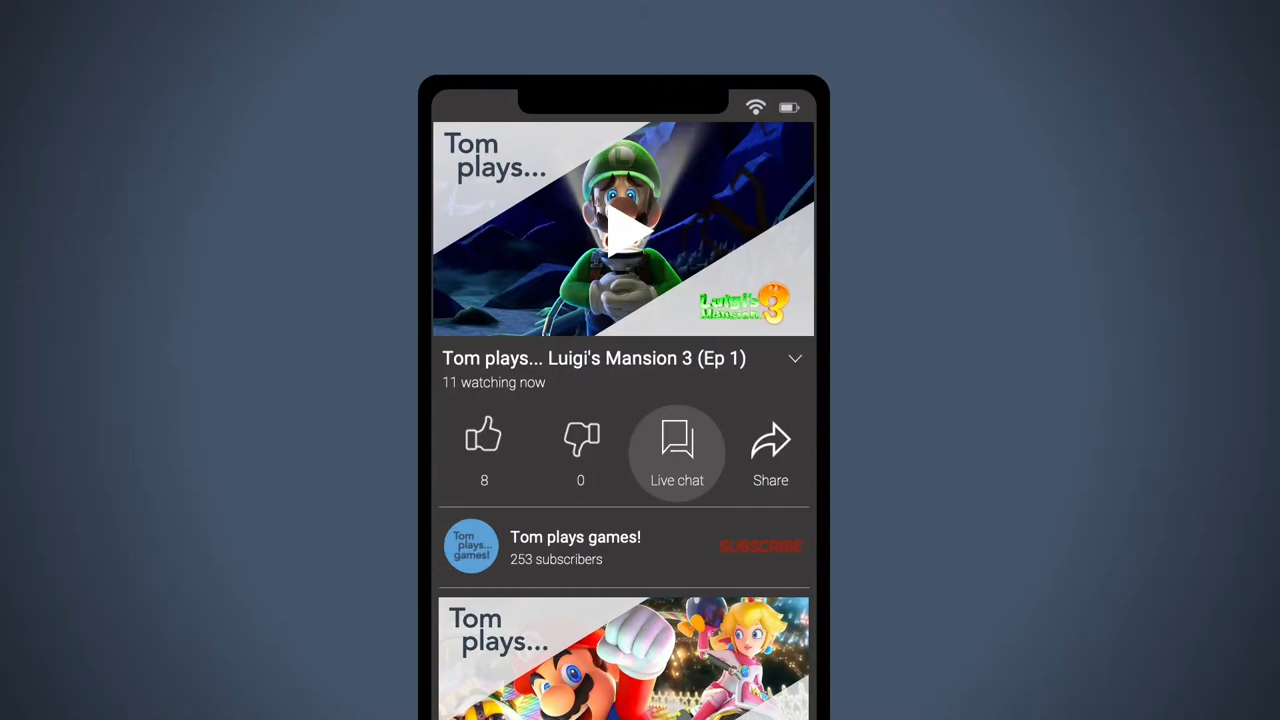 Tom
plays...
L
Luigi's
Mansion 3
Tom plays... Luigi's Mansion 3 (Ep 1)
11 watching now
8
0
Live chat
Share
Tom
plays...
games!
Tom plays games!
253 subscribers
SUBSCRIBE
Tom
plays...